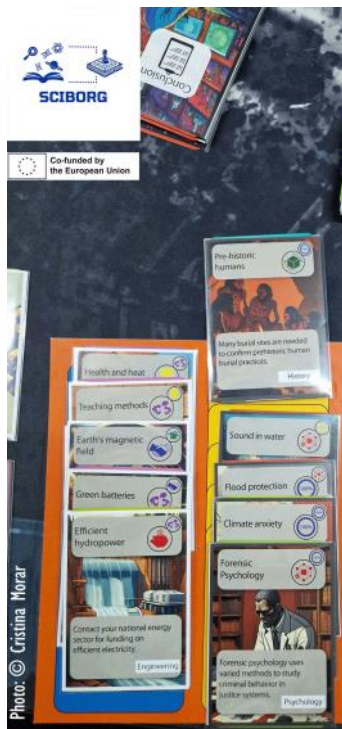 SCIBORG
Co-funded by
the European Union
Conclusion
Pre-historic
humans
Many burial sites are needed
to confirm prehistoric human
burial practices.
History
Health and heat
Teaching methods
Earth's magnetic
field
Green batteries
Efficient
hydropower
Contact your national energy
sector for funding on
efficient electricity.
Engineering
Sound in water
Flood protection
Climate anxiety
Forensic
Psychology
Forensic psychology uses
varied methods to study
criminal behavior in
justice systems.
Psychology
Photo: © Cristina Morar